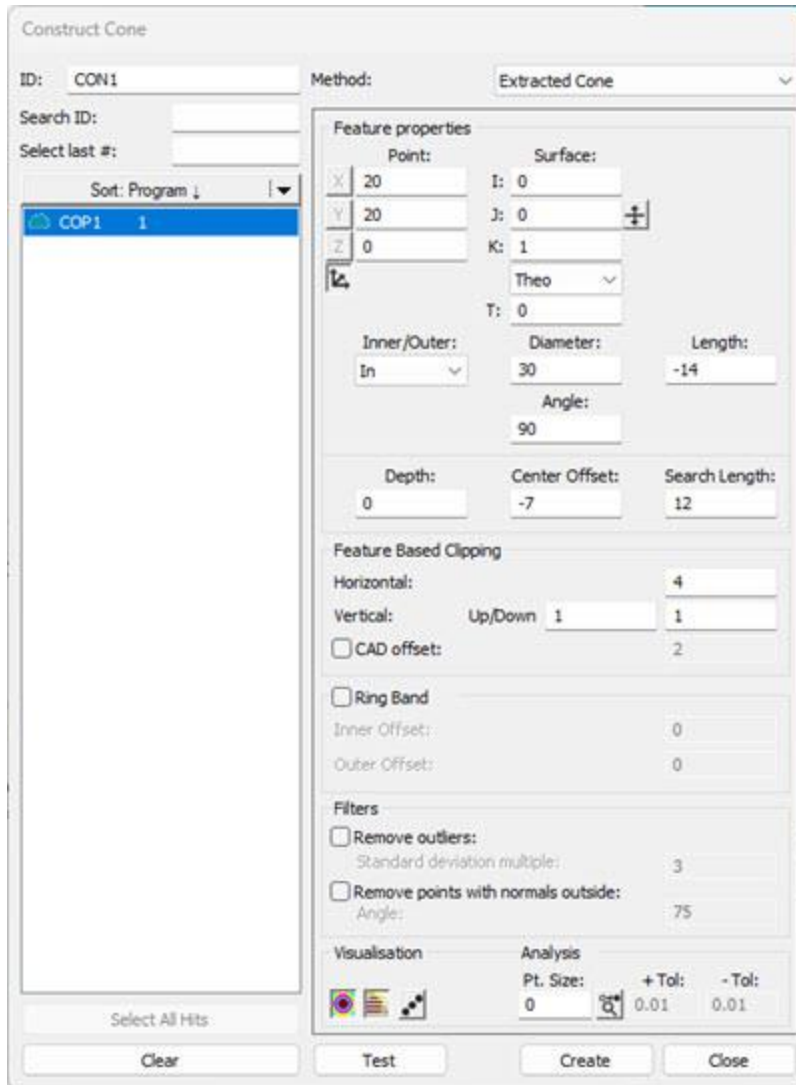 Construct Cone
ID: CON1
Method: Extracted Cone
Search ID:
Select last #:
Sort: Program ↓
COP1 1
Feature properties
Point: Surface:
X 20 I: 0
Y 20 J: 0
Z 0 K: 1
Theo
T: 0
Inner/Outer: Diameter: Length:
In 30 -14
Angle:
90
Depth: Center Offset: Search Length:
0 -7 12
Feature Based Clipping
Horizontal: 4
Vertical: Up/Down 1 1
CAD offset: 2
Ring Band
Inner Offset: 0
Outer Offset: 0
Filters
Remove outliers:
Standard deviation multiple: 3
Remove points with normals outside:
Angle: 75
Visualisation Analysis
Pt. Size: + Tol: - Tol:
0 0.01 0.01
Select All Hits
Clear Test Create Close